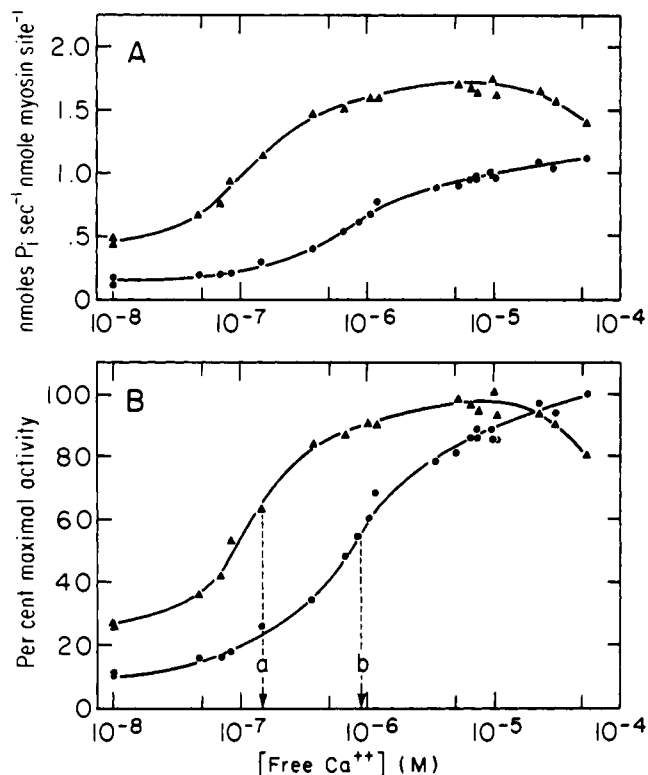 A
nmoles Pi sec⁻¹ nmole myosin site⁻¹
2.0
1.5
1.0
.5
0
10⁻⁸ 10⁻⁷ 10⁻⁶ 10⁻⁵ 10⁻⁴
B
Per cent maximal activity
100
80
60
40
20
0
a b
10⁻⁸ 10⁻⁷ 10⁻⁶ 10⁻⁵ 10⁻⁴
[Free Ca⁺⁺] (M)